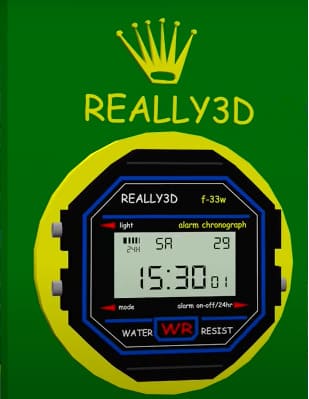 REALLY3D
REALLY3D f-33w
light alarm chronograph
24H SA 29
15:30 01
mode alarm on-off/24hr
WATER WR RESIST